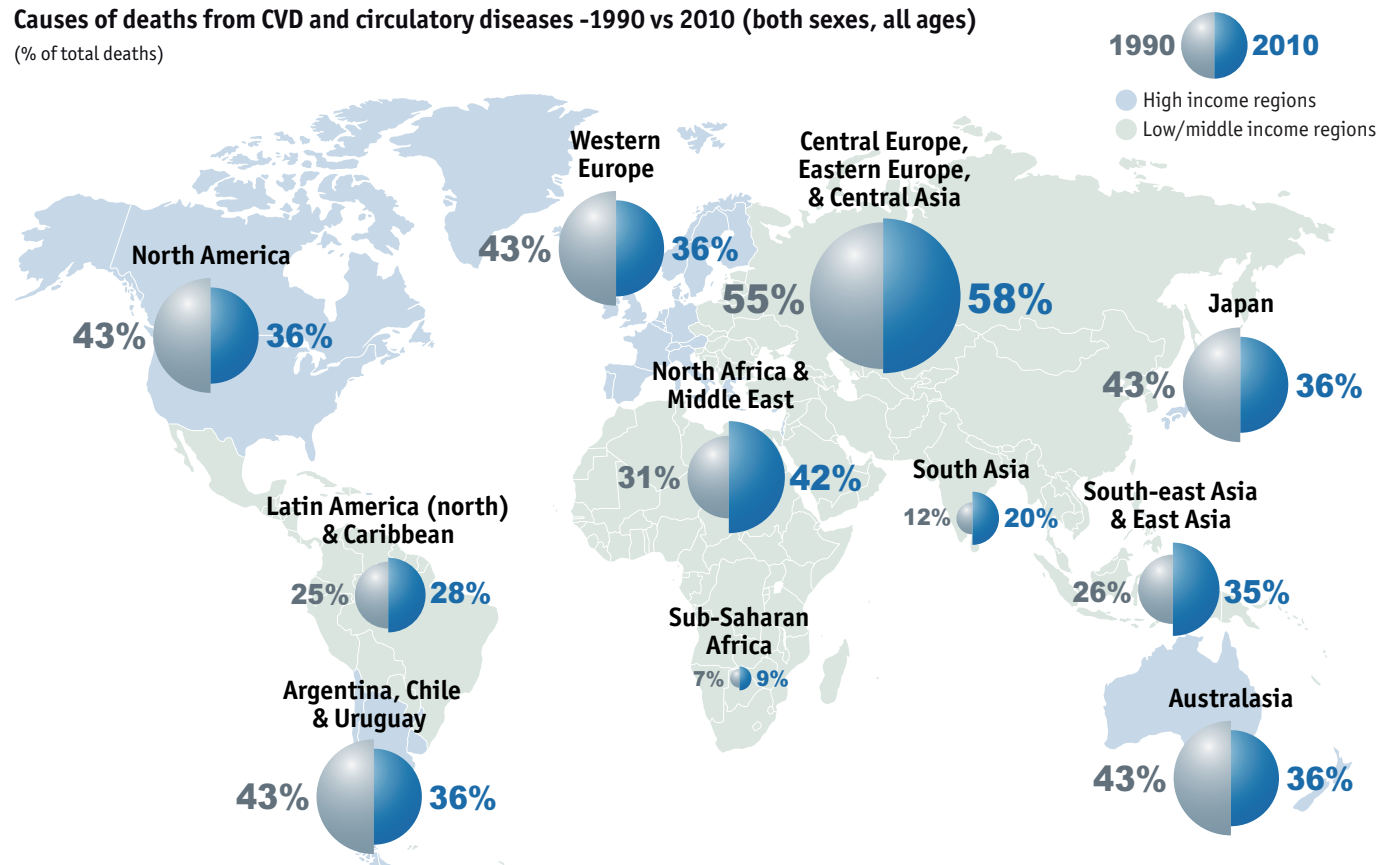 Causes of deaths from CVD and circulatory diseases -1990 vs 2010 (both sexes, all ages)
(% of total deaths)
1990 2010
High income regions
Low/middle income regions
Western
Europe
43% 36%
Central Europe,
Eastern Europe,
& Central Asia
55% 58%
North America
43% 36%
Japan
43% 36%
North Africa &
Middle East
31% 42%
South Asia
12% 20%
South-east Asia
& East Asia
26% 35%
Latin America (north)
& Caribbean
25% 28%
Sub-Saharan
Africa
7% 9%
Argentina, Chile
& Uruguay
43% 36%
Australasia
43% 36%